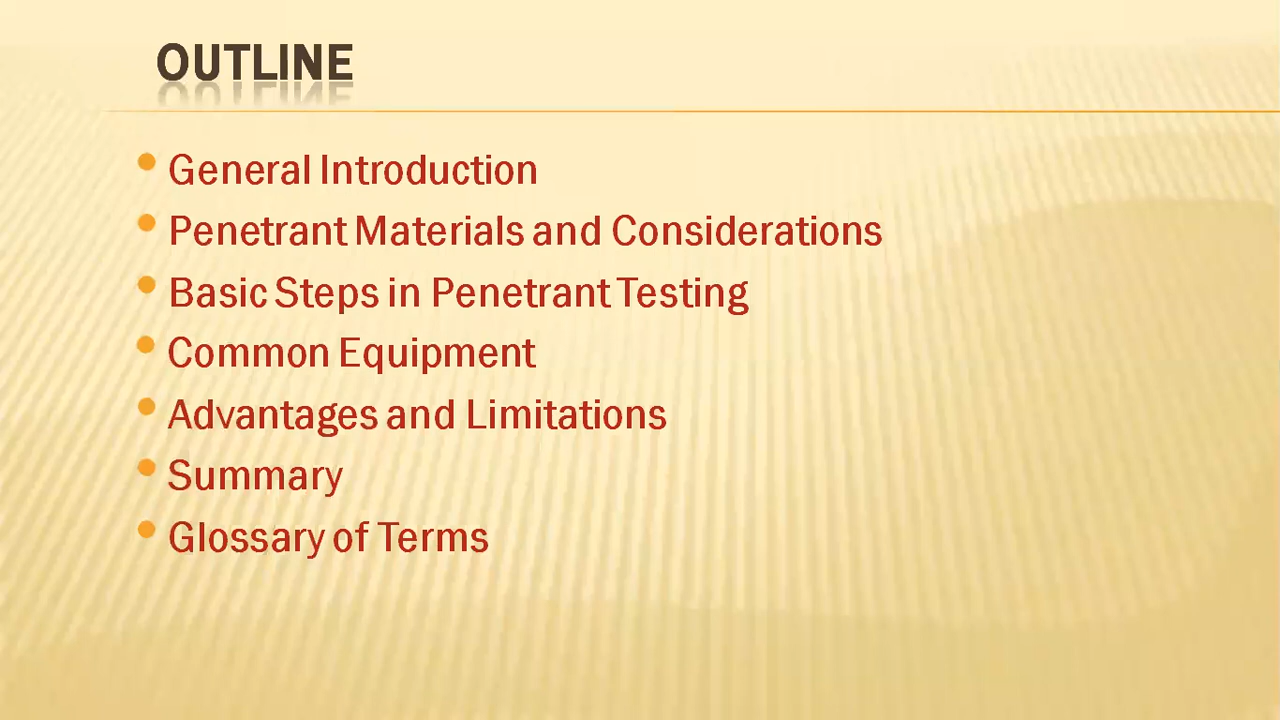 OUTLINE
• General Introduction
• Penetrant Materials and Considerations
• Basic Steps in Penetrant Testing
• Common Equipment
• Advantages and Limitations
• Summary
• Glossary of Terms